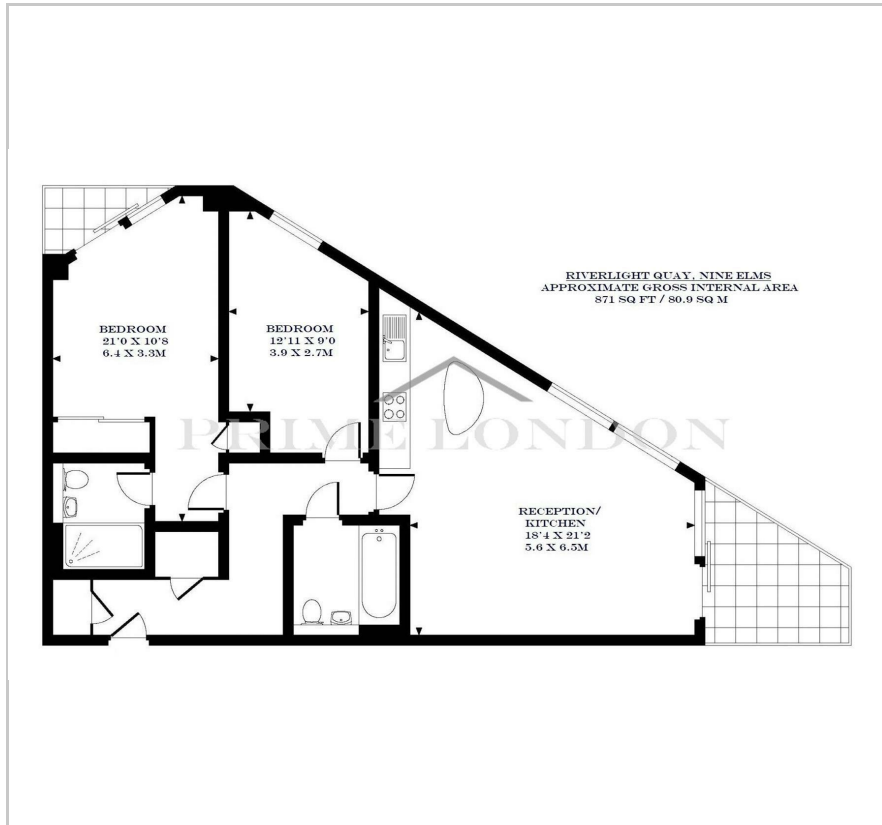 RIVERLIGHT QUAY, NINE ELMS
APPROXIMATE GROSS INTERNAL AREA
871 SQ FT / 80.9 SQ M
BEDROOM
21'0 X 10'8
6.4 X 3.3M
BEDROOM
12'11 X 9'0
3.9 X 2.7M
PRIME LONDON
RECEPTION/
KITCHEN
18'4 X 21'2
5.6 X 6.5M